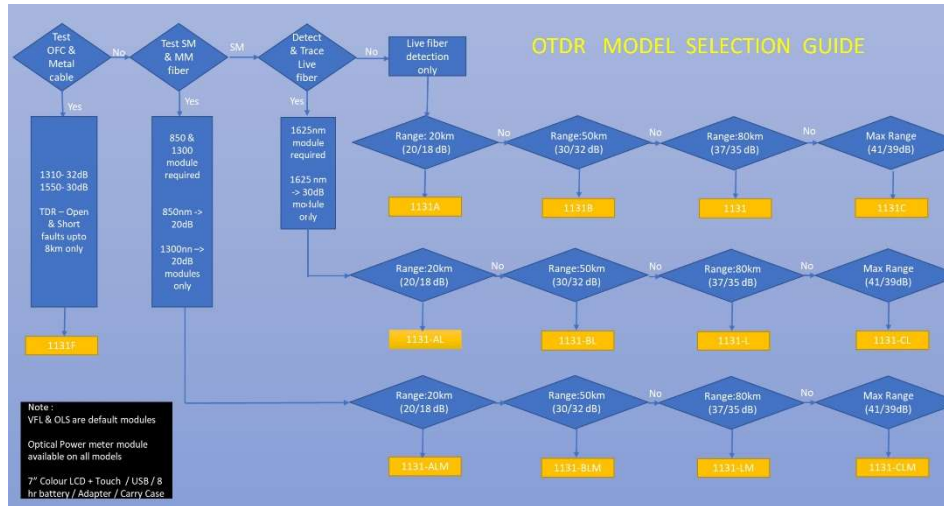 OTDR MODEL SELECTION GUIDE
Test
OFC &
Metal
cable
No
Test SM
& MM
fiber
SM
Detect
& Trace
Live
fiber
No
Live fiber
detection
only
Yes
Yes
Yes
1310- 32dB
1550- 30dB
TDR – Open
& Short
faults upto
8km only
850 &
1300
module
required
850nm ->
20dB
1300nn –>
20dB
modules
only
1625nm
module
required
1625 nm
-> 30dB
module
only
Range: 20km
(20/18 dB)
No
Range:50km
(30/32 dB)
No
Range:80km
(37/35 dB)
No
Max Range
(41/39 dB)
1131A
1131B
1131
1131C
Range:20km
(20/18 dB)
No
Range:50km
(30/32 dB)
No
Range:80km
(37/35 dB)
No
Max Range
(41/39dB)
1131F
1131-AL
1131-BL
1131-L
1131-CL
Range:20km
(20/18 dB)
No
Range:50km
(30/32 dB)
No
Range:80km
(37/35 dB)
No
Max Range
(41/39dB)
1131-ALM
1131-BLM
1131-LM
1131-CLM
Note :
VFL & OLS are default modules
Optical Power meter module
available on all models
7” Colour LCD + Touch / USB / 8
hr battery / Adapter / Carry Case